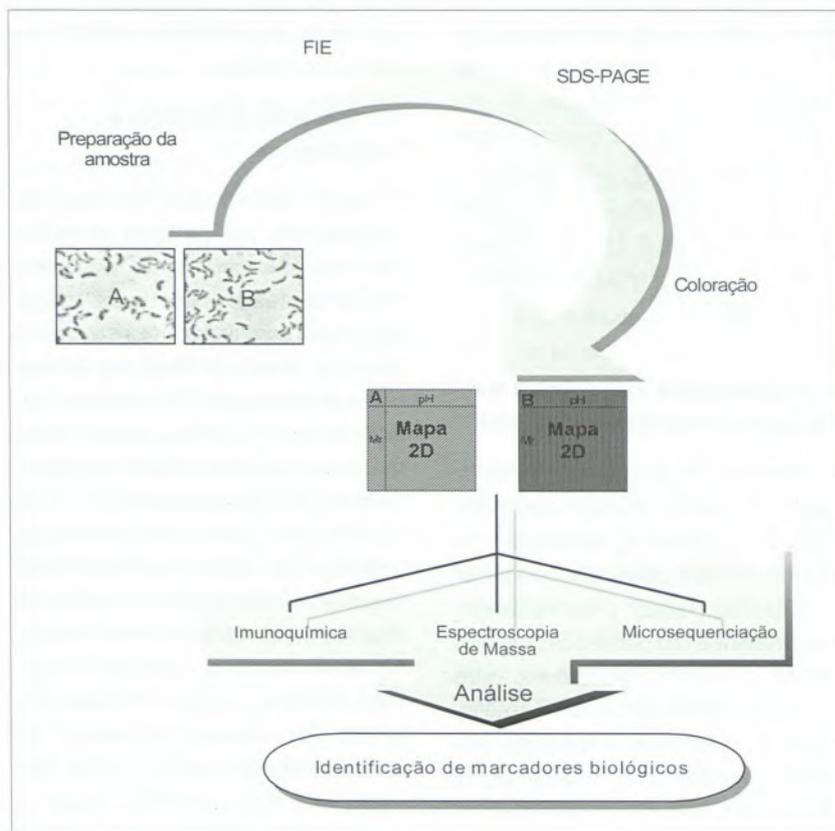 FIE
SDS-PAGE
Preparação da
amostra
A
B
Coloração
A
pH
Mr
Mapa
2D
B
pH
Mr
Mapa
2D
Imunoquímica
Espectroscopia
de Massa
Microsequenciação
Análise
Identificação de marcadores biológicos